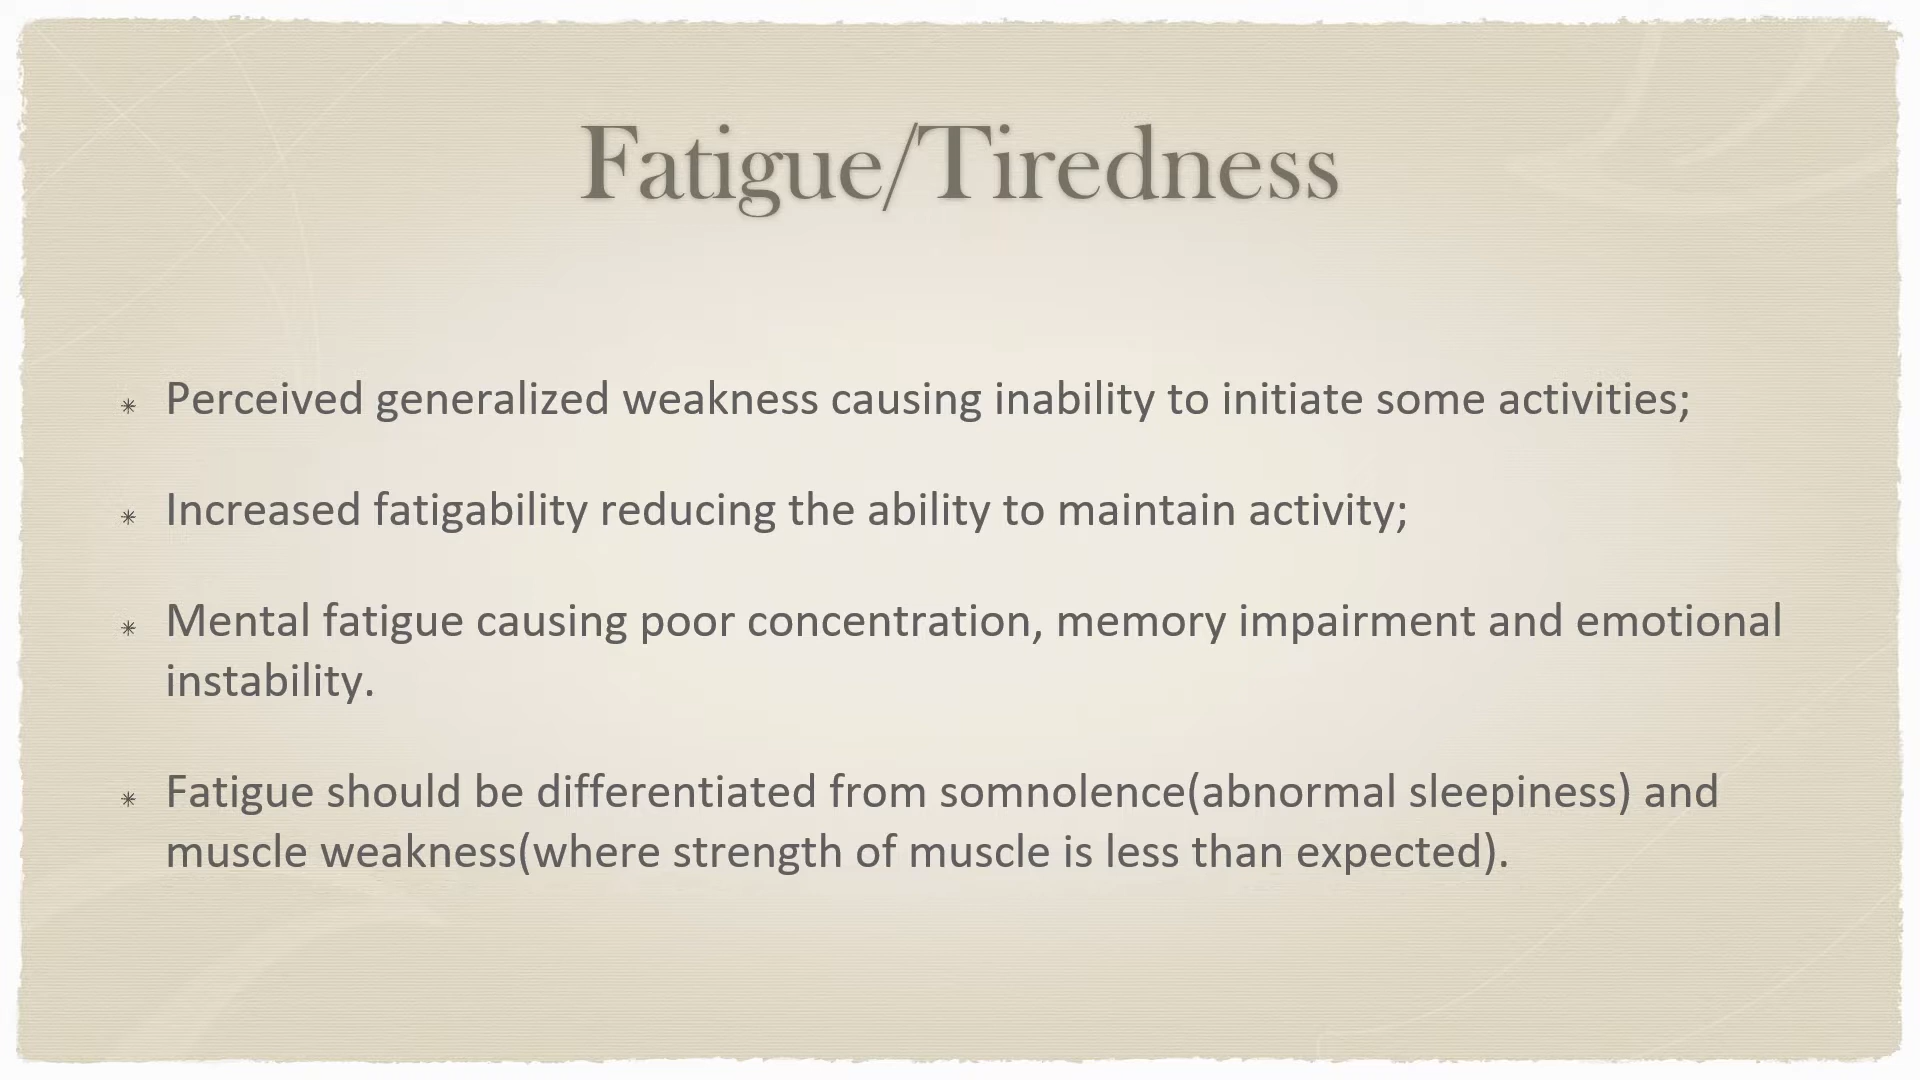 Fatigue/Tiredness
Perceived generalized weakness causing inability to initiate some activities;
Increased fatigability reducing the ability to maintain activity;
Mental fatigue causing poor concentration, memory impairment and emotional
instability.
Fatigue should be differentiated from somnolence(abnormal sleepiness) and
muscle weakness(where strength of muscle is less than expected).